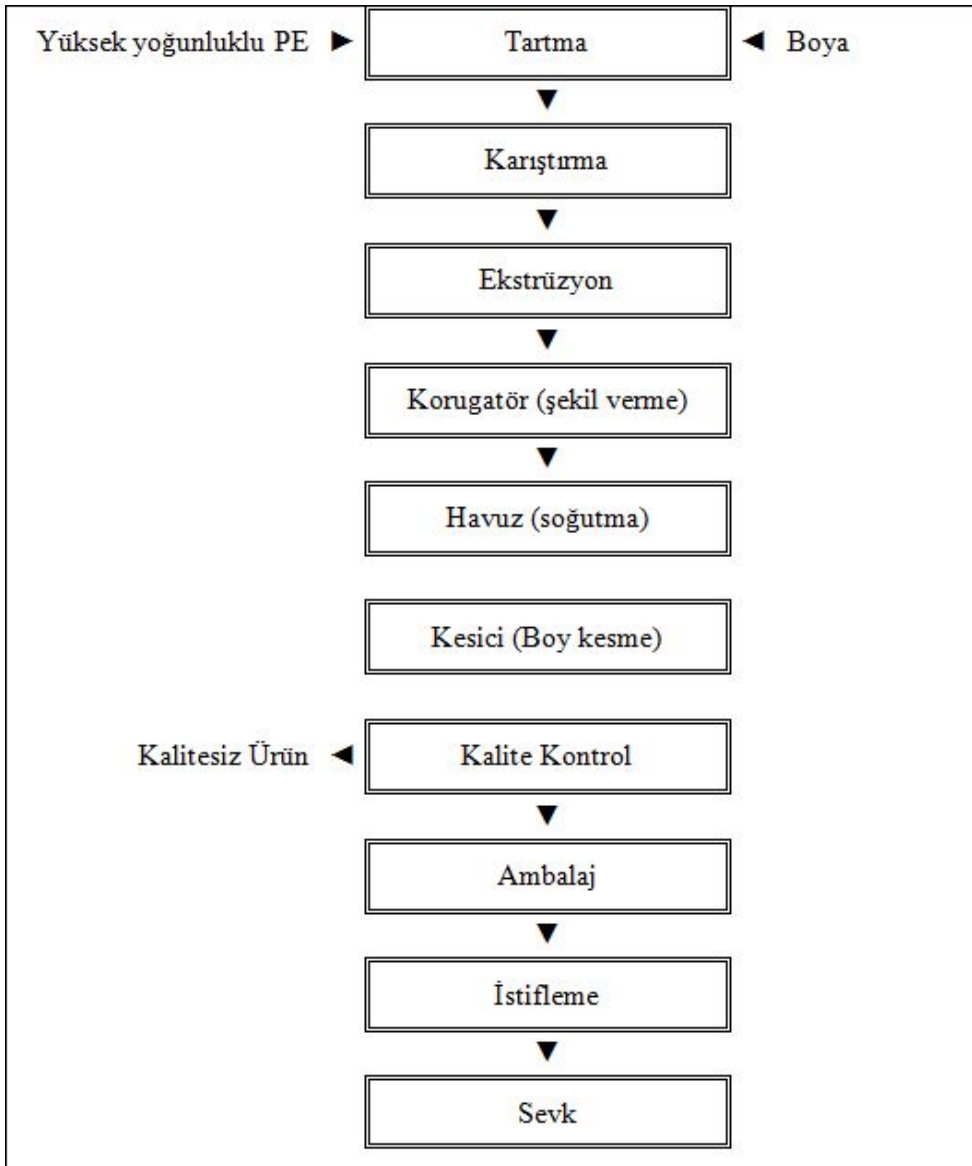 Yüksek yoğunluklu PE ► Tartma ◄ Boya
▼
Karıştırma
▼
Ekstrüzyon
▼
Korugatör (şekil verme)
▼
Havuz (soğutma)
Kesici (Boy kesme)
Kalitesiz Ürün ◄ Kalite Kontrol
▼
Ambalaj
▼
İstifleme
▼
Sevk